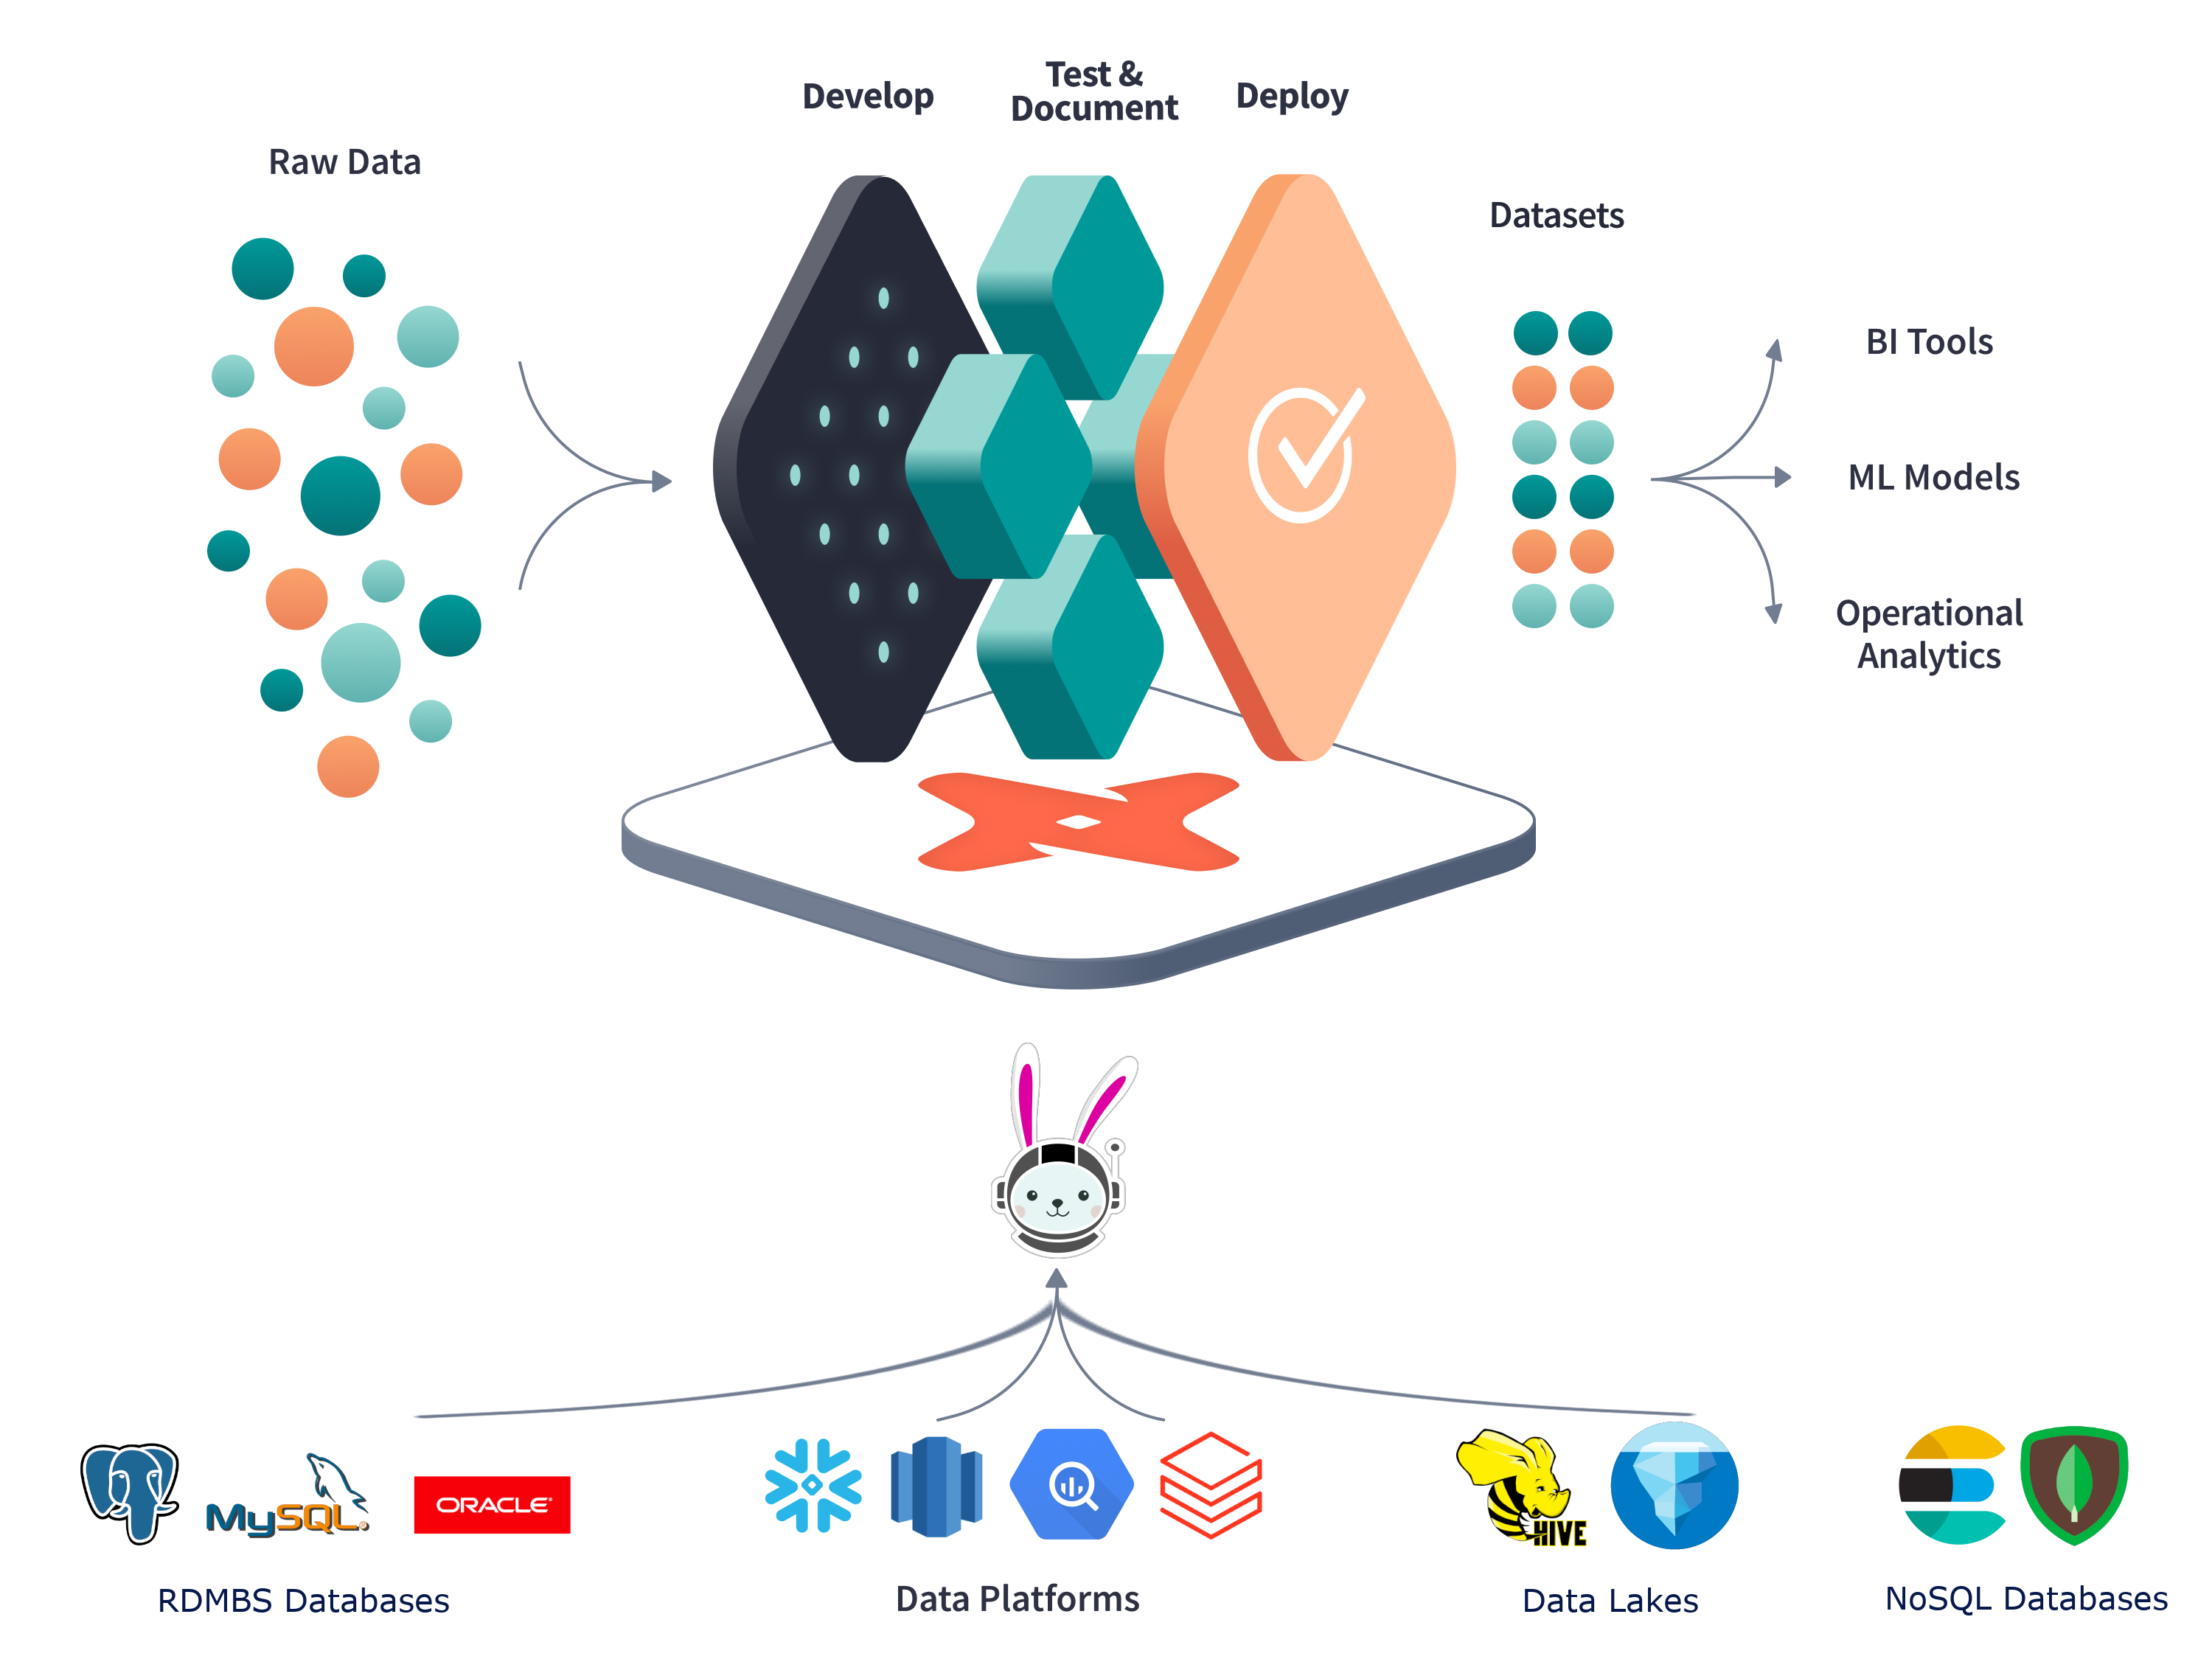 Raw Data
Develop
Test &
Document
Deploy
Datasets
BI Tools
ML Models
Operational
Analytics
MySQL®
ORACLE®
HIVE
RDMBS Databases
Data Platforms
Data Lakes
NoSQL Databases